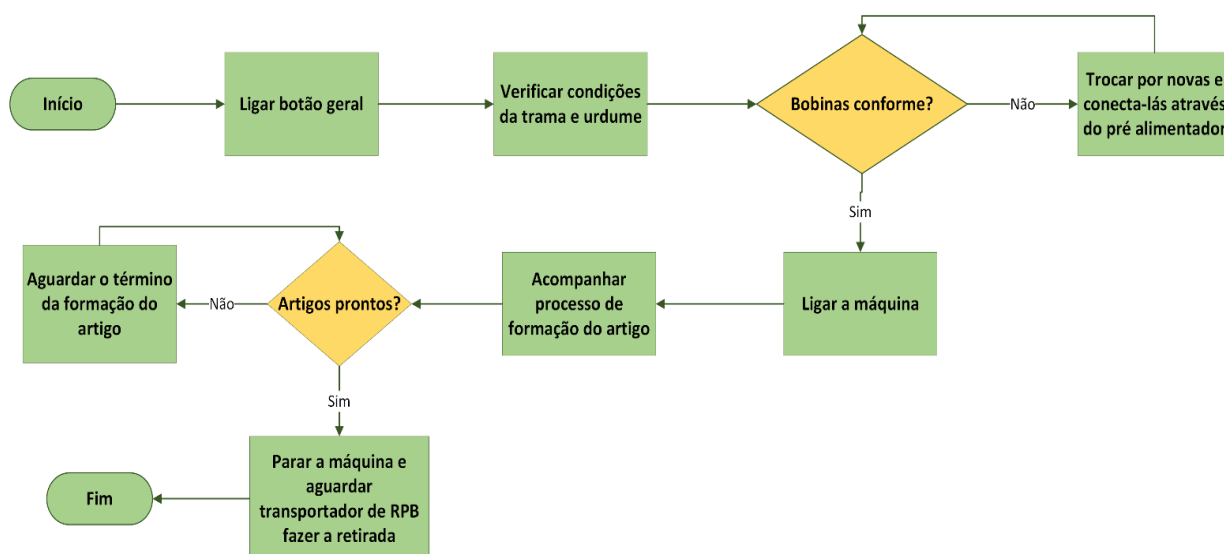 Início
Ligar botão geral
Verificar condições
da trama e urdume
Bobinas conforme?
Não
Trocar por novas e
conecta-lás através
do pré alimentador
Sim
Ligar a máquina
Acompanhar
processo de
formação do artigo
Artigos prontos?
Não
Aguardar o término
da formação do
artigo
Sim
Parar a máquina e
aguardar
transportador de RPB
fazer a retirada
Fim